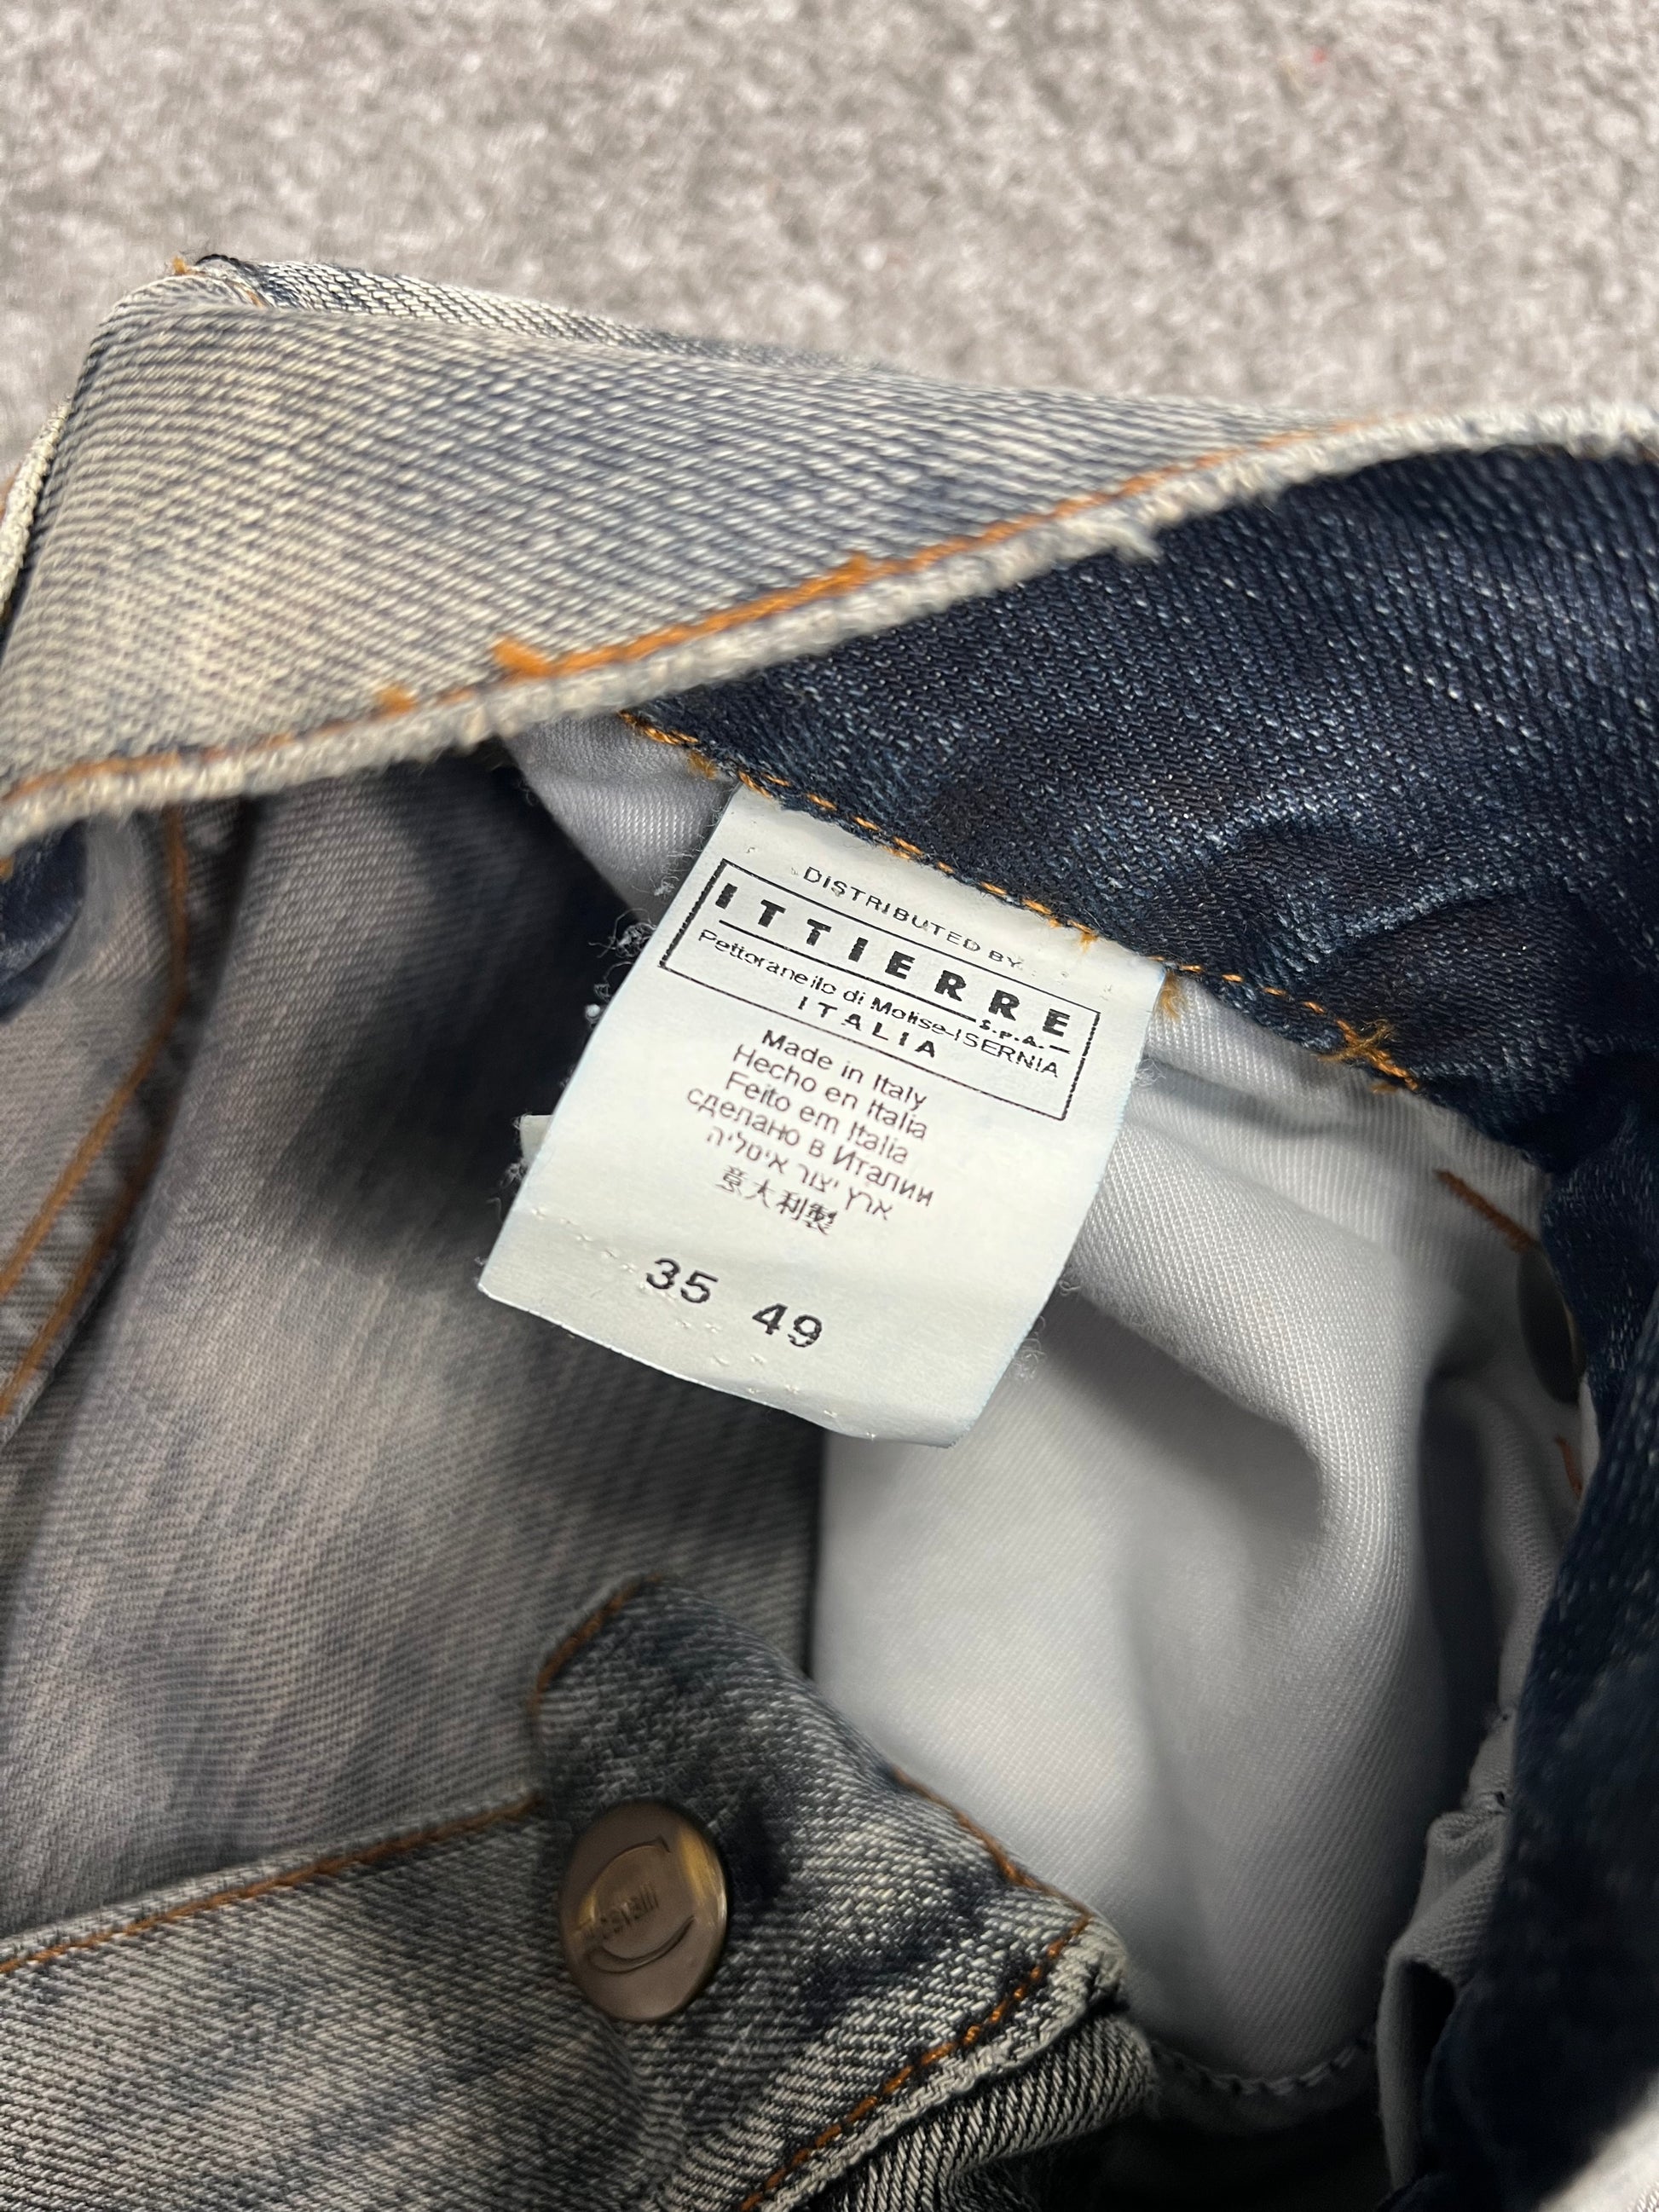 DISTRIBUTED BY:
ITTIERRE
S.p.A.
Pettoranello di Molise-ISERNIA
ITALIA
Made in Italy
Hecho en Italia
Feito em Italia
сделано в Италии
ארץ יצור איטליה
意大利製
35 49